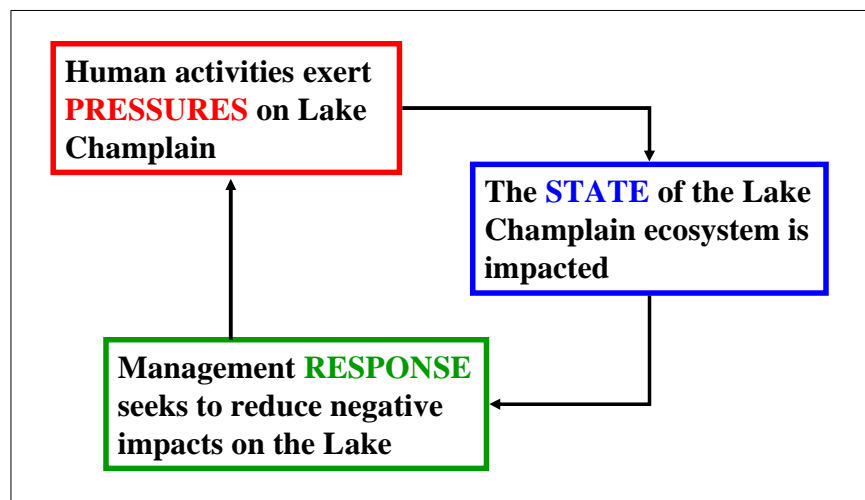 Human activities exert
PRESSURES on Lake
Champlain
The STATE of the Lake
Champlain ecosystem is
impacted
Management RESPONSE
seeks to reduce negative
impacts on the Lake